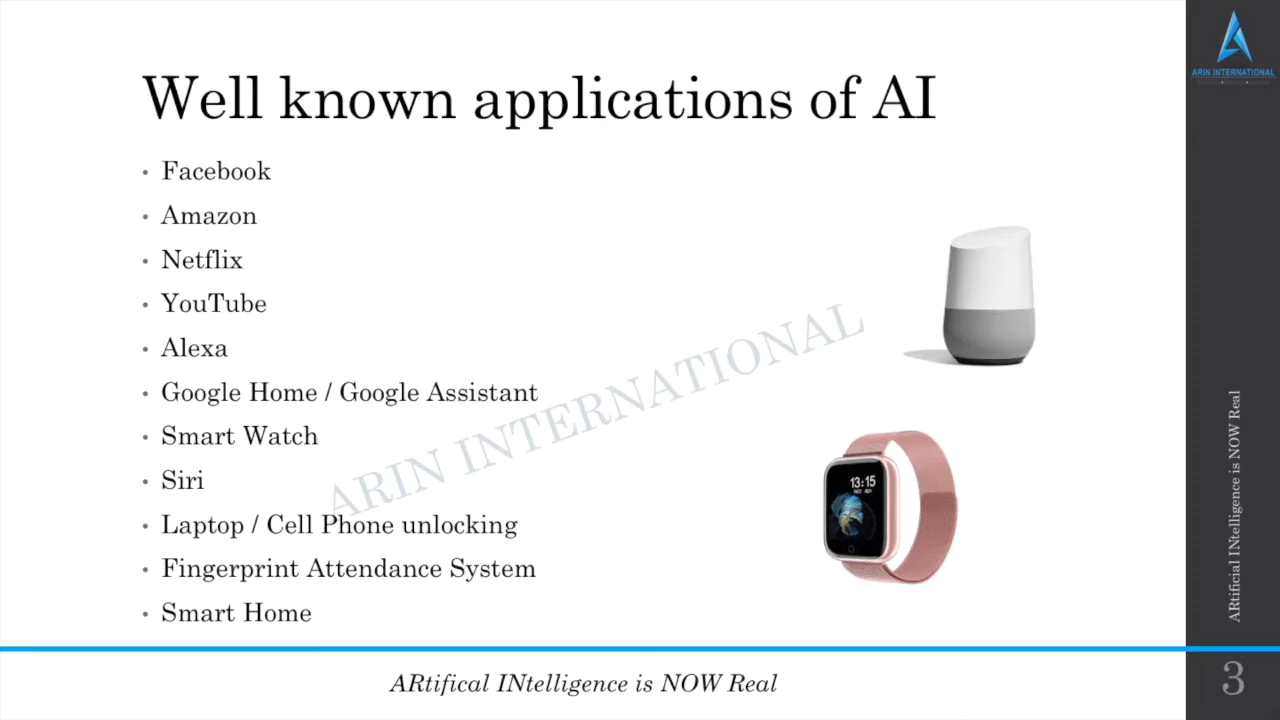 Well known applications of AI
• Facebook
• Amazon
• Netflix
• YouTube
• Alexa
• Google Home / Google Assistant
• Smart Watch
• Siri
• Laptop / Cell Phone unlocking
• Fingerprint Attendance System
• Smart Home
ARIN INTERNATIONAL
13:15
ARtifical INtelligence is NOW Real
ARIN INTERNATIONAL
ARtificial INtelligence is NOW Real
3